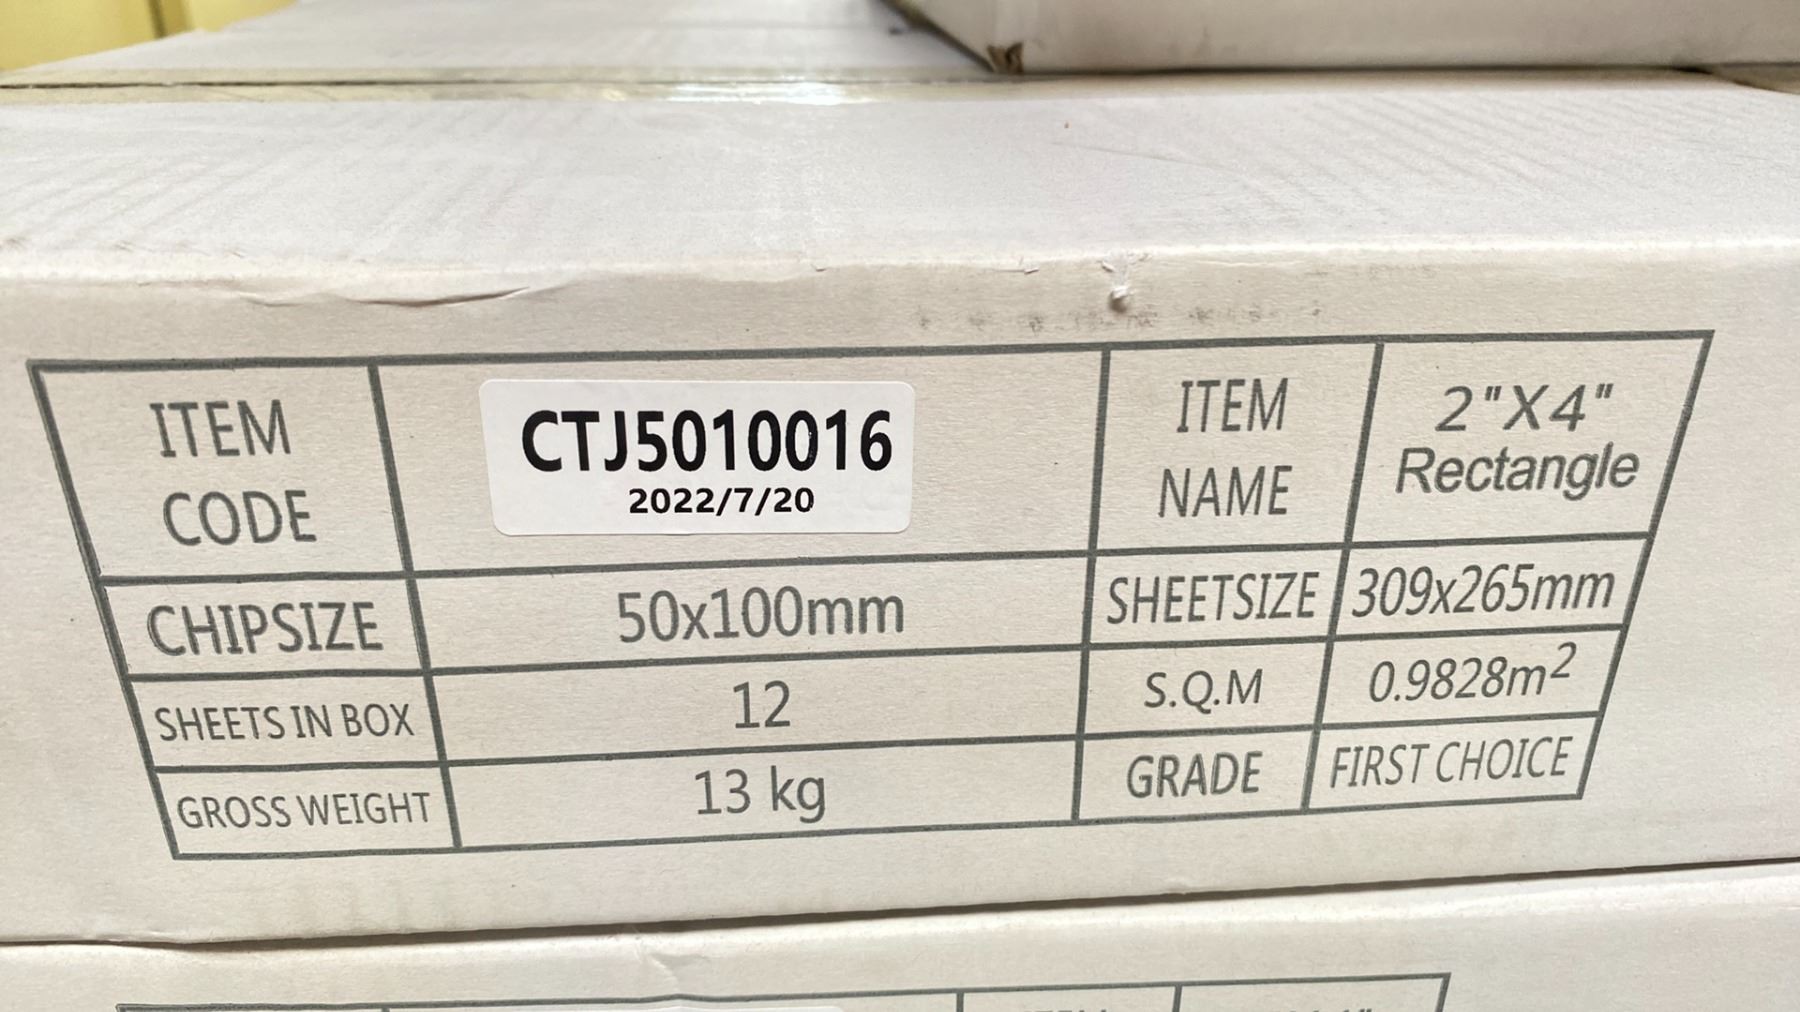 ITEM CODE
CTJ5010016
2022/7/20
ITEM NAME
2"X4"
Rectangle
CHIPSIZE 50x100mm SHEETSIZE 309x265mm
SHEETS IN BOX 12 S.Q.M 0.9828m²
GROSS WEIGHT 13 kg GRADE FIRST CHOICE